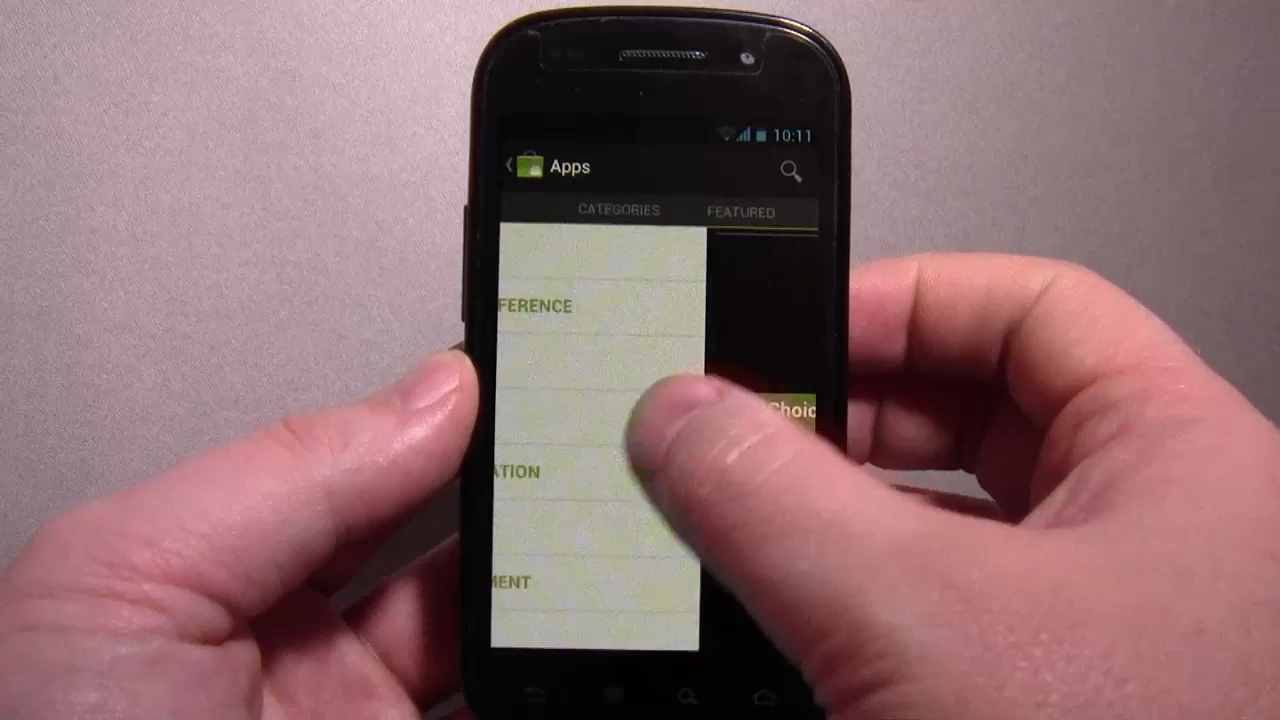 10:11
Apps
CATEGORIES FEATURED
FERENCE
Choic
ATION
MENT